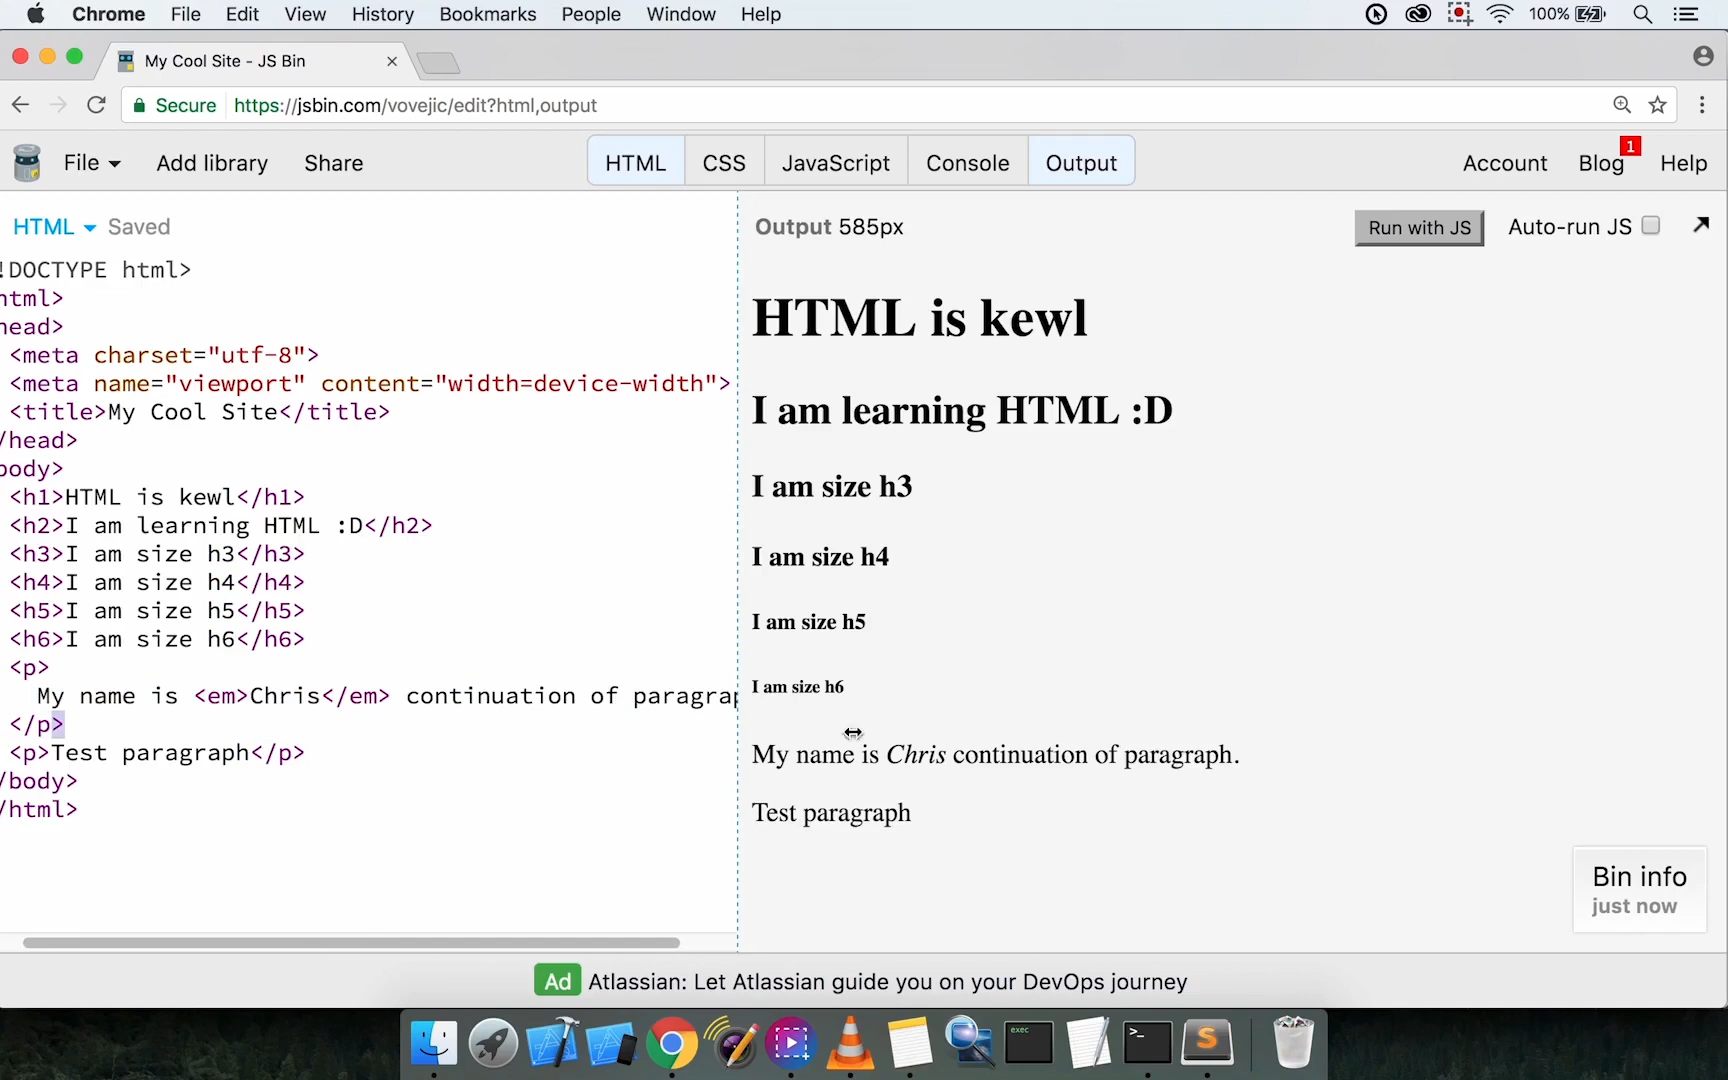 Chrome File Edit View History Bookmarks People Window Help 100%
My Cool Site - JS Bin
Secure https://jsbin.com/vovejic/edit?html,output
File Add library Share HTML CSS JavaScript Console Output Account Blog 1 Help
HTML Saved
!DOCTYPE html>
html>
head>
<meta charset="utf-8">
<meta name="viewport" content="width=device-width">
<title>My Cool Site</title>
/head>
body>
<h1>HTML is kewl</h1>
<h2>I am learning HTML :D</h2>
<h3>I am size h3</h3>
<h4>I am size h4</h4>
<h5>I am size h5</h5>
<h6>I am size h6</h6>
<p>
My name is <em>Chris</em> continuation of paragrap
</p>
<p>Test paragraph</p>
/body>
/html>
Output 585px Run with JS Auto-run JS
HTML is kewl
I am learning HTML :D
I am size h3
I am size h4
I am size h5
I am size h6
My name is Chris continuation of paragraph.
Test paragraph
Bin info
just now
Ad Atlassian: Let Atlassian guide you on your DevOps journey
exec
>_
S